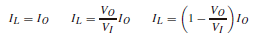 I_L = I_O    I_L = \frac{V_O}{V_I} I_O    I_L = \left(1 - \frac{V_O}{V_I}\right) I_O